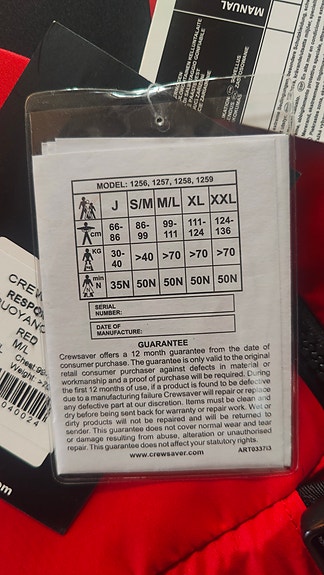 MANUAL
MODEL: 1256, 1257, 1258, 1259
J S/M M/L XL XXL
cm 66-86 86-99 99-111 111-124 124-136
KG 30-40 >40 >70 >70 >70
min N 35N 50N 50N 50N 50N
SERIAL NUMBER:
DATE OF MANUFACTURE:
GUARANTEE
Crewsaver offers a 12 month guarantee from the date of
consumer purchase. The guarantee is only valid to the original
retail consumer purchaser against defects in material or
workmanship and a proof of purchase will be required. During
the first 12 months of use, if a product is found to be defective
due to a manufacturing failure Crewsaver will repair or replace
any defective part at our discretion. Items must be clean and
dry before being sent back for warranty or repair work. Wet or
dirty products will not be repaired and will be returned to
sender. This guarantee does not cover normal wear and tear
or damage resulting from abuse, alteration or unauthorised
repair. This guarantee does not affect your statutory rights.
www.crewsaver.com ART0337i3
CREW
RESPO
BUOYANC
RED
M/L
Chest:99
Weight: >70
040024
om